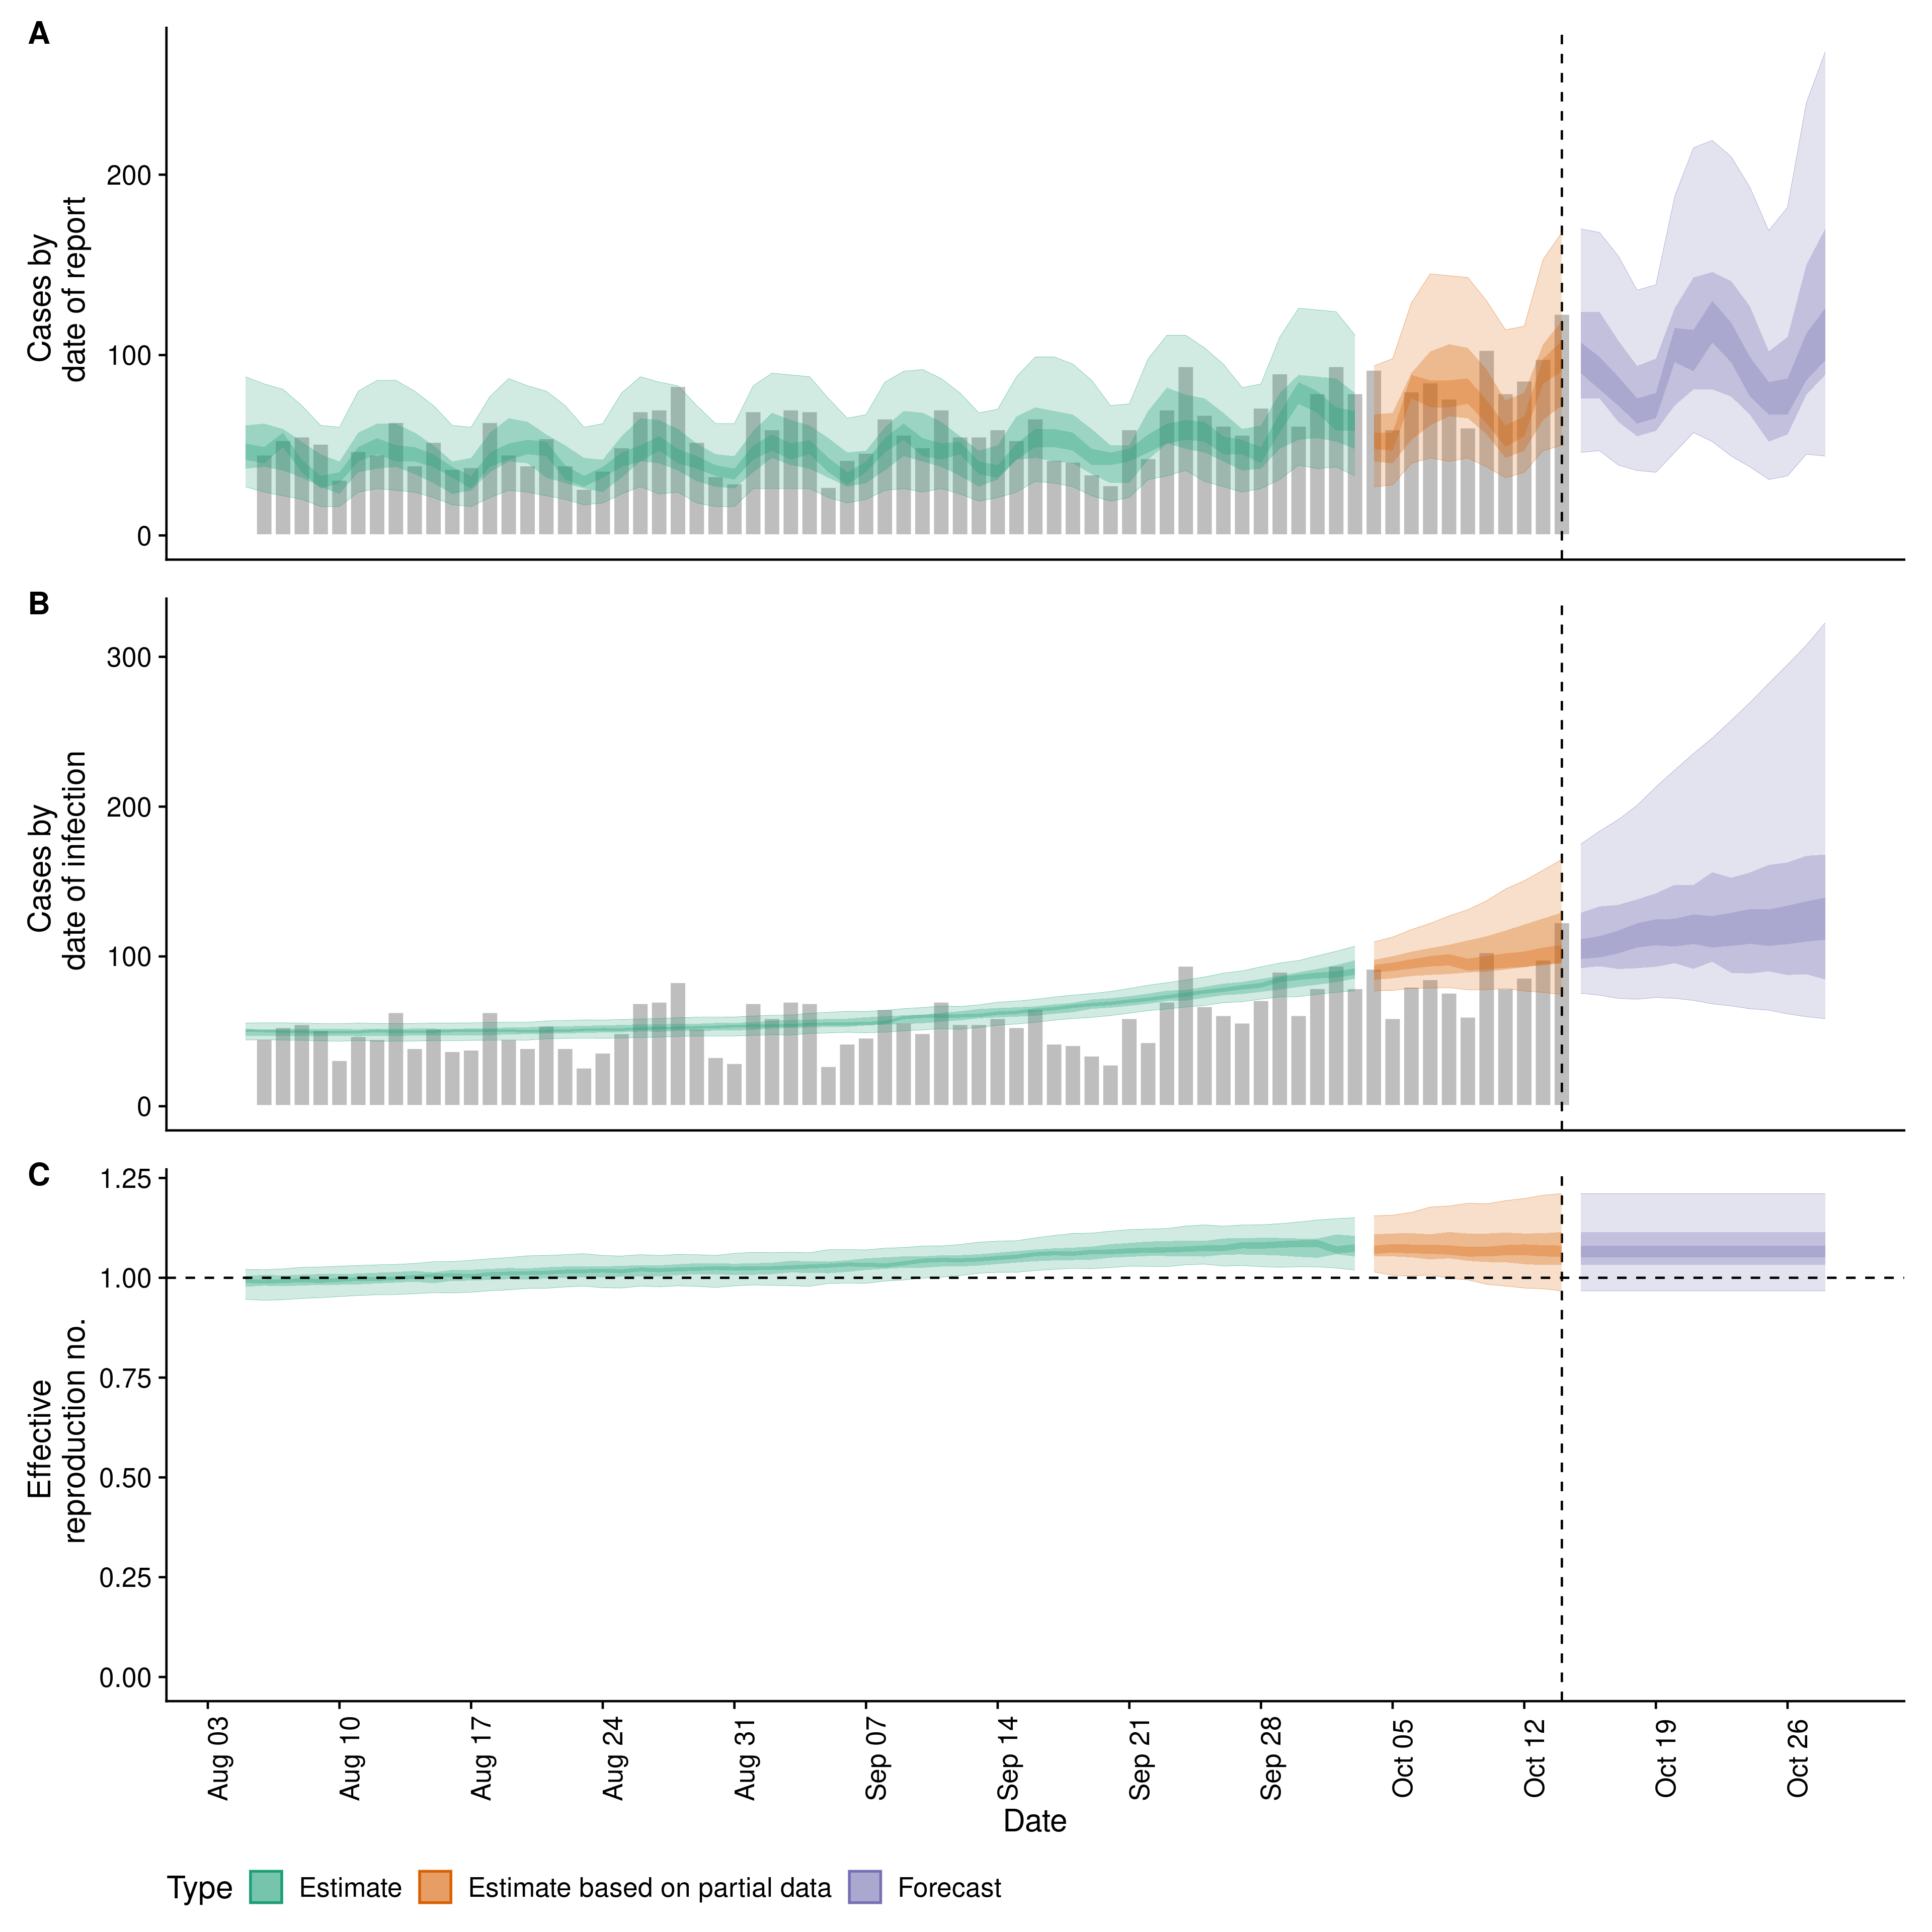 A
Cases by
date of report
200
100
0
B
Cases by
date of infection
300
200
100
0
C
Effective
reproduction no.
1.25
1.00
0.75
0.50
0.25
0.00
Aug 03
Aug 10
Aug 17
Aug 24
Aug 31
Sep 07
Sep 14
Sep 21
Sep 28
Oct 05
Oct 12
Oct 19
Oct 26
Date
Type Estimate Estimate based on partial data Forecast